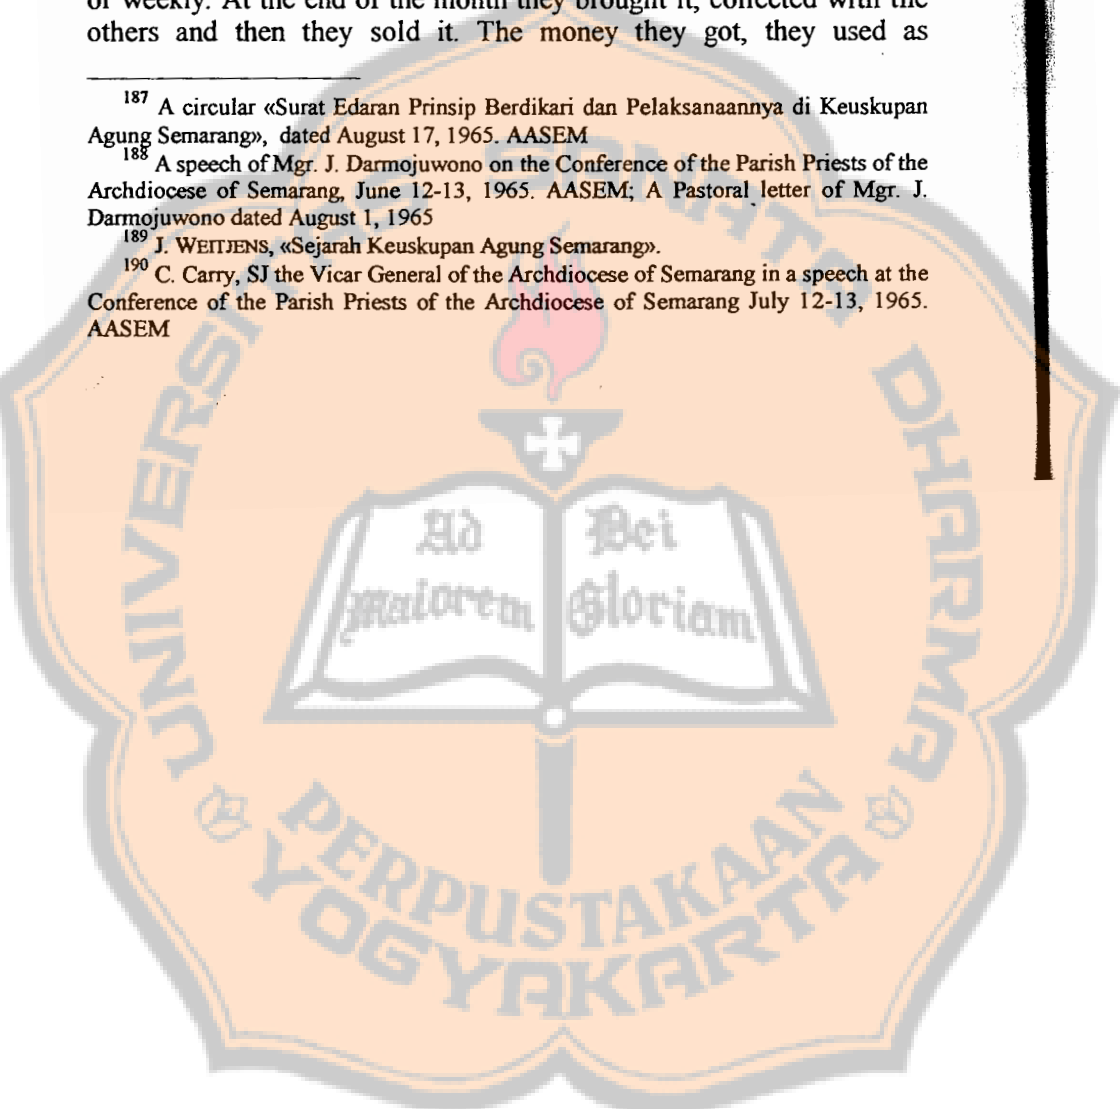 or weekly. At the end of the month they brought it, collected with the
others and then they sold it. The money they got, they used as
187 A circular «Surat Edaran Prinsip Berdikari dan Pelaksanaannya di Keuskupan
Agung Semarang», dated August 17, 1965. AASEM
188 A speech of Mgr. J. Darmojuwono on the Conference of the Parish Priests of the
Archdiocese of Semarang, June 12-13, 1965. AASEM; A Pastoral letter of Mgr. J.
Darmojuwono dated August 1, 1965
189 J. WEITJENS, «Sejarah Keuskupan Agung Semarang».
190 C. Carry, SJ the Vicar General of the Archdiocese of Semarang in a speech at the
Conference of the Parish Priests of the Archdiocese of Semarang July 12-13, 1965.
AASEM
UNIVERSITAS SANATA DHARMA
Ad Dei
maiorem Gloriam
PERPUSTAKAAN
YOGYAKARTA